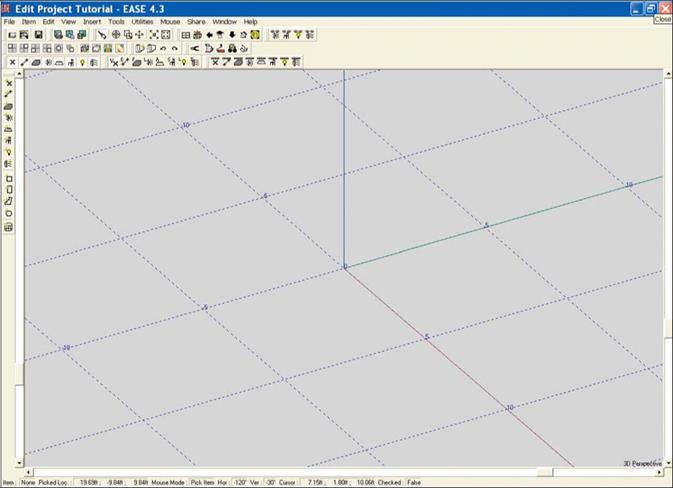 Edit Project Tutorial - EASE 4.3
Close
File Item Edit View Insert Tools Utilities Mouse Share Window Help
-10
-5
10
5
0
-5
5
-10
10
3D Perspective
Item : None Picked Loc. : 19.69ft ; -9.84ft ; 9.84ft Mouse Mode : Pick Item Hor : -120° Ver : -30° Cursor : 7.15ft ; 1.80ft ; 10.06ft Checked : False